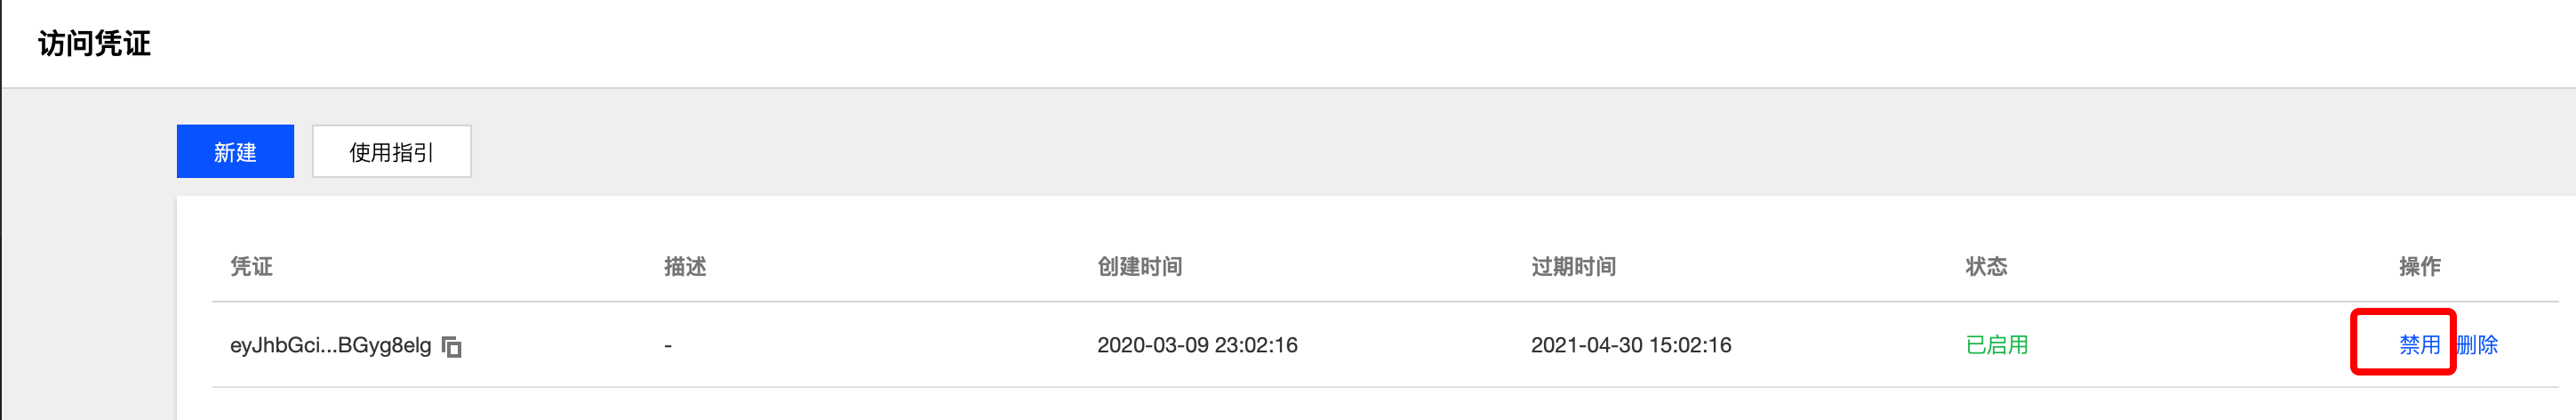 访问凭证
新建 使用指引
凭证 描述 创建时间 过期时间 状态 操作
eyJhbGci...BGyg8elg - 2020-03-09 23:02:16 2021-04-30 15:02:16 已启用 禁用 删除